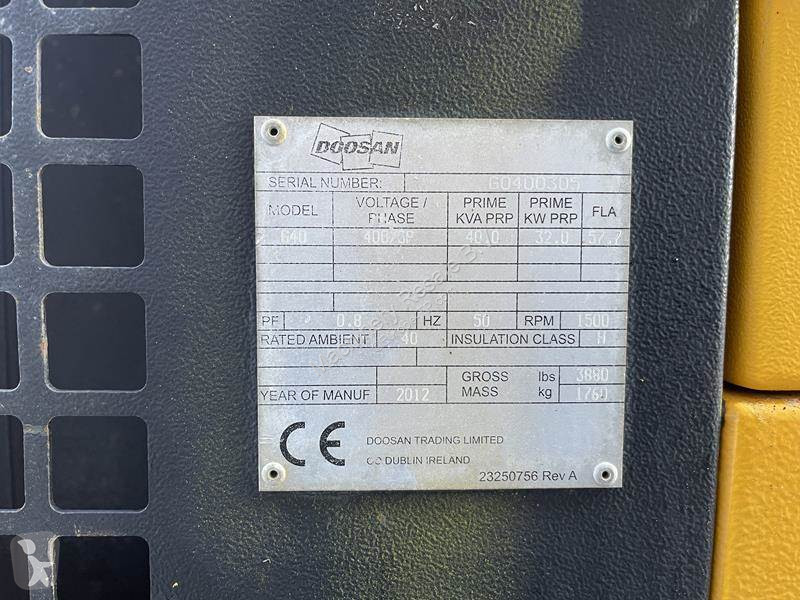 DOOSAN
SERIAL NUMBER: G0400305
MODEL VOLTAGE / PHASE PRIME KVA PRP PRIME KW PRP FLA
G40 400/3P 40.0 32.0 57.7
PF 0.8 HZ 50 RPM 1500
RATED AMBIENT 40 INSULATION CLASS H
GROSS MASS lbs 3880
YEAR OF MANUF 2012 kg 1760
CE
DOOSAN TRADING LIMITED
CO DUBLIN IRELAND
23250756 Rev A